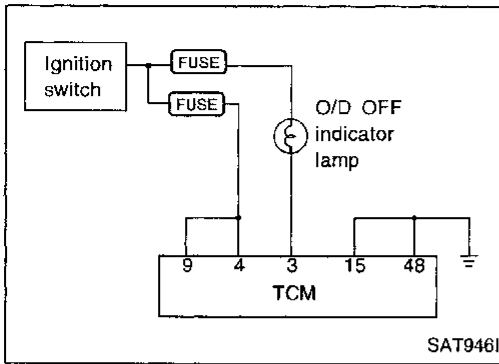 Ignition
switch
FUSE
FUSE
O/D OFF
indicator
lamp
9 4 3 15 48
TCM
SAT946I